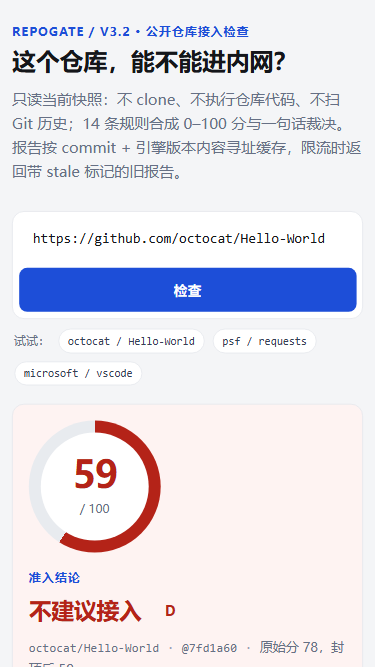 REPOGATE / V3.2 • 公开仓库接入检查
这个仓库，能不能进内网？
只读当前快照：不 clone、不执行仓库代码、不扫
Git 历史；14 条规则合成 0–100 分与一句话裁决。
报告按 commit + 引擎版本内容寻址缓存，限流时返
回带 stale 标记的旧报告。
https://github.com/octocat/Hello-World
检查
试试： octocat / Hello-World psf / requests
microsoft / vscode
59
/ 100
准入结论
不建议接入 D
octocat/Hello-World · @7fd1a60 · 原始分 78，封
顶后 59